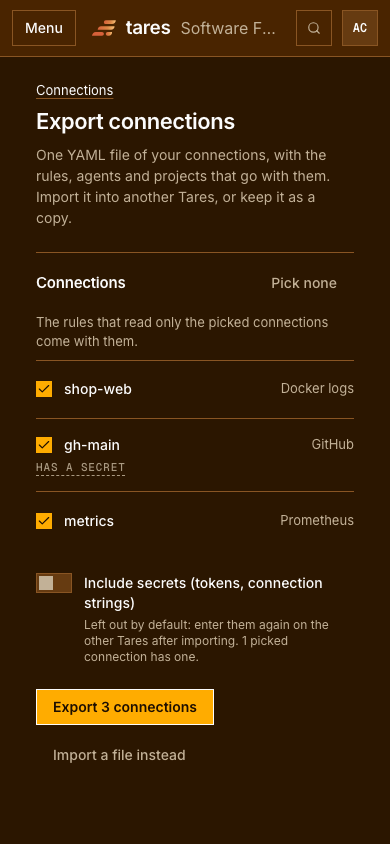 Menu
tares Software F...
AC
Connections
Export connections
One YAML file of your connections, with the
rules, agents and projects that go with them.
Import it into another Tares, or keep it as a
copy.
Connections Pick none
The rules that read only the picked connections
come with them.
shop-web Docker logs
gh-main GitHub
HAS A SECRET
metrics Prometheus
Include secrets (tokens, connection
strings)
Left out by default: enter them again on the
other Tares after importing. 1 picked
connection has one.
Export 3 connections
Import a file instead